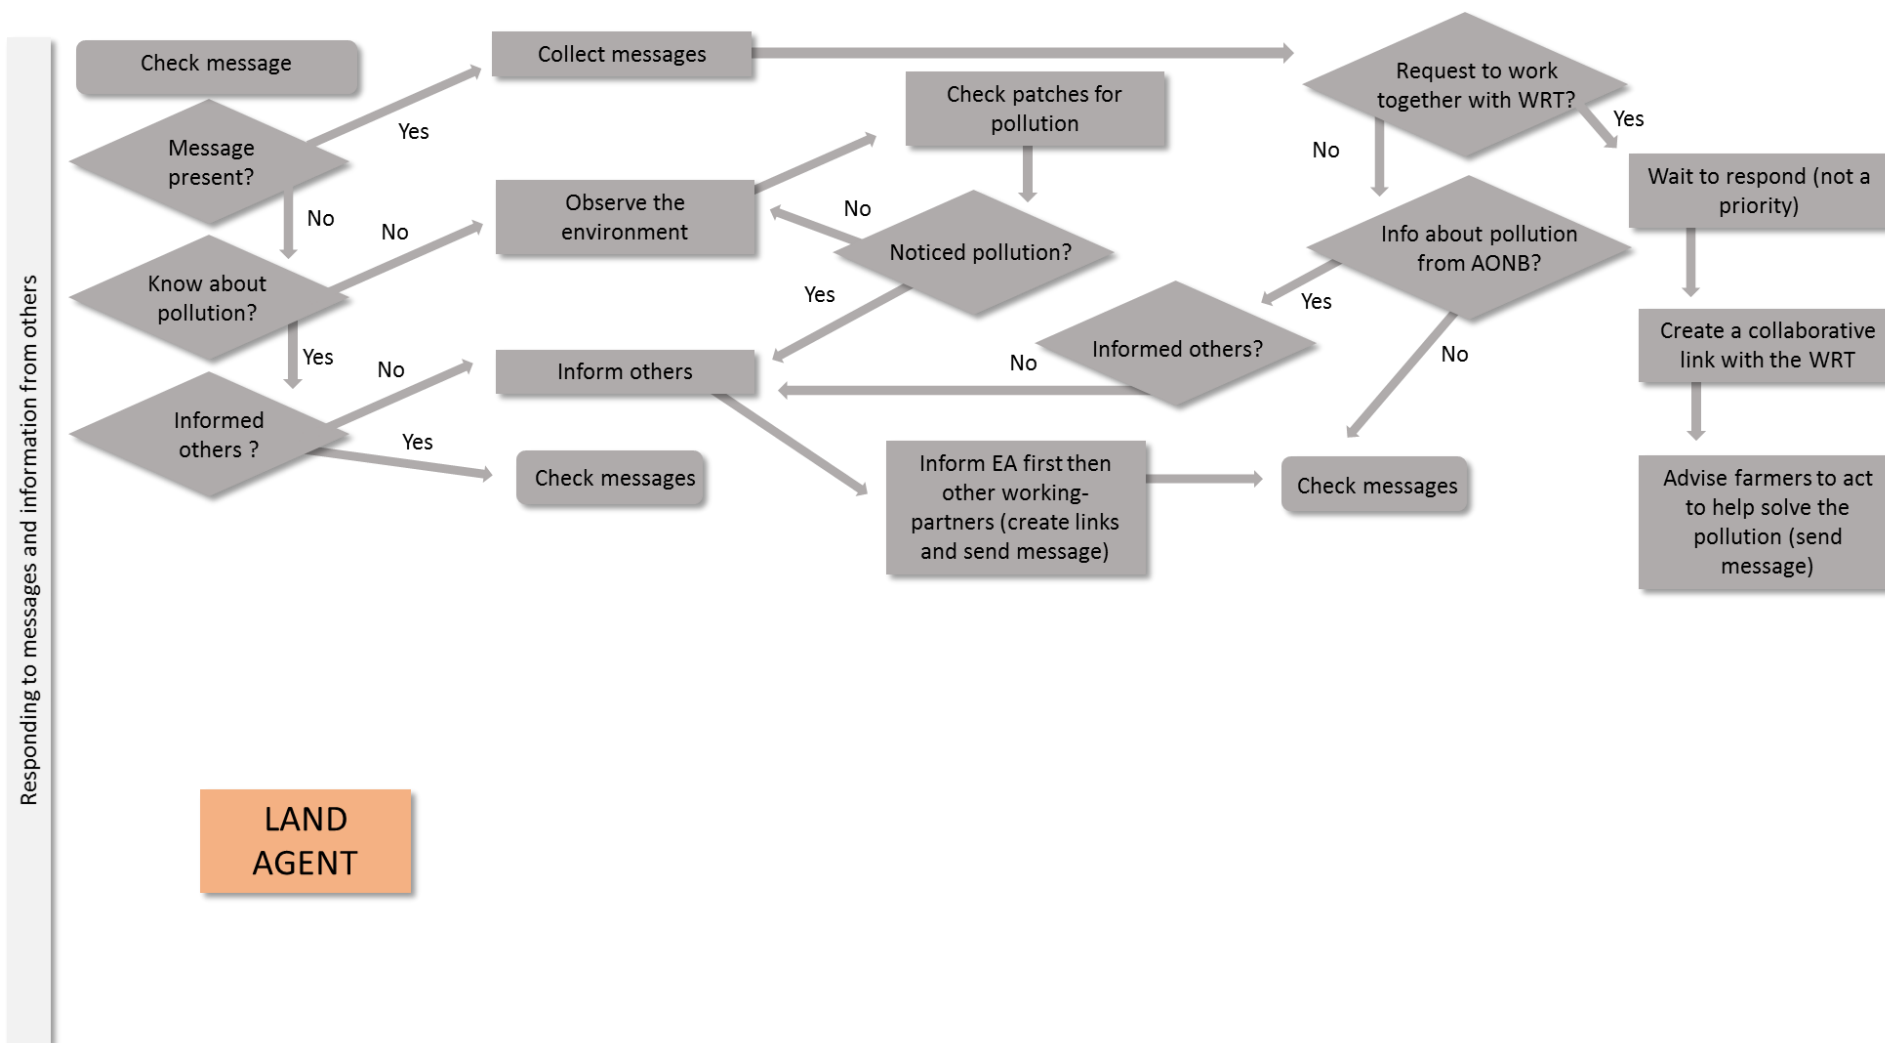 Responding to messages and information from others
Check message
Message
present?
Yes
No
Know about
pollution?
No
Yes
Informed
others ?
No
Yes
Collect messages
Observe the
environment
Inform others
Check messages
Check patches for
pollution
Noticed pollution?
No
Yes
Inform EA first then
other working-
partners (create links
and send message)
Request to work
together with WRT?
No
Yes
Info about pollution
from AONB?
Yes
No
Informed others?
No
Check messages
Wait to respond (not a
priority)
Create a collaborative
link with the WRT
Advise farmers to act
to help solve the
pollution (send
message)
LAND
AGENT